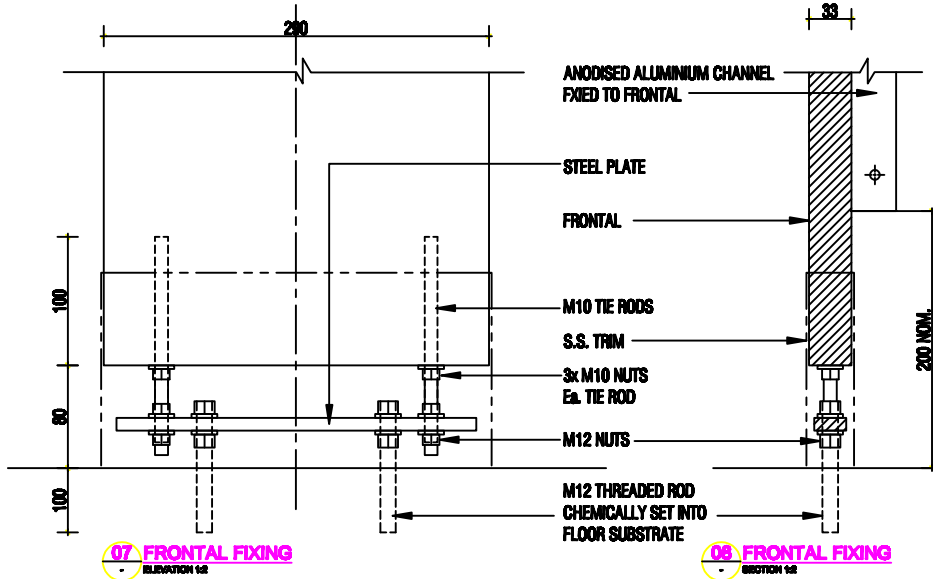 290
33
ANODISED ALUMINIUM CHANNEL
FXIED TO FRONTAL
STEEL PLATE
FRONTAL
100
M10 TIE RODS
S.S. TRIM
200 NOM.
3x M10 NUTS
Ea. TIE ROD
80
M12 NUTS
100
M12 THREADED ROD
CHEMICALLY SET INTO
FLOOR SUBSTRATE
07 FRONTAL FIXING
- ELEVATION 1:2
08 FRONTAL FIXING
- SECTION 1:2